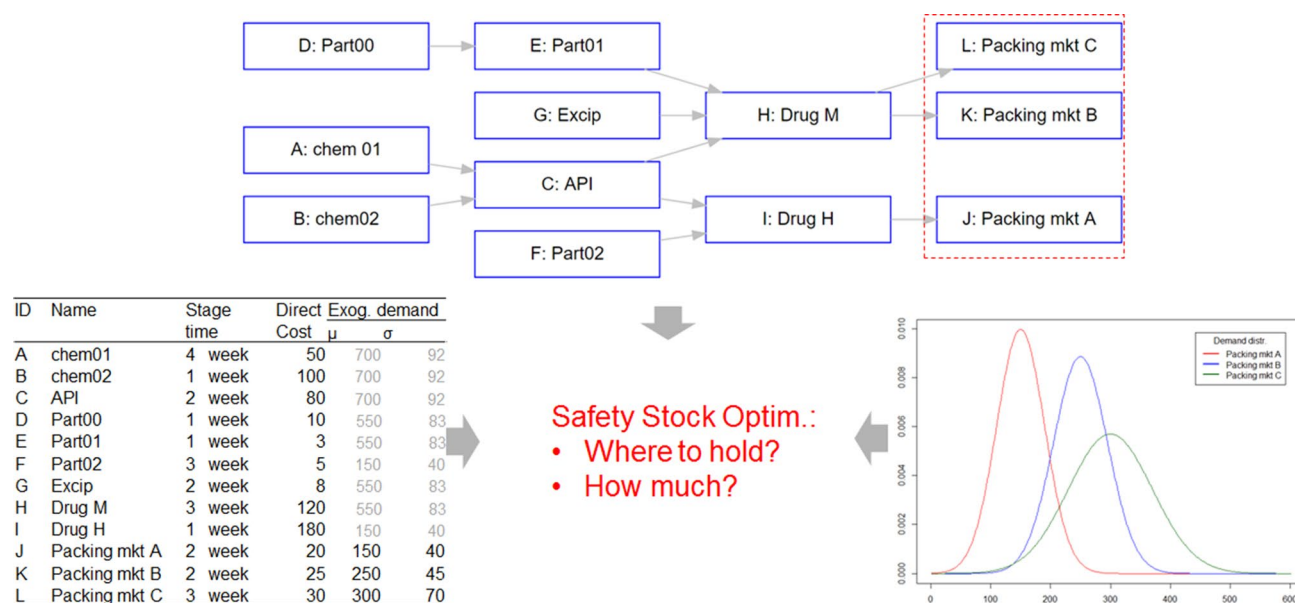 D: Part00
E: Part01
L: Packing mkt C
G: Excip
H: Drug M
K: Packing mkt B
A: chem 01
C: API
B: chem02
I: Drug H
J: Packing mkt A
F: Part02
ID Name Stage time Direct Cost Exog. demand
μ σ
A chem01 4 week 50 700 92
B chem02 1 week 100 700 92
C API 2 week 80 700 92
D Part00 1 week 10 550 83
E Part01 1 week 3 550 83
F Part02 3 week 5 150 40
G Excip 2 week 8 550 83
H Drug M 3 week 120 550 83
I Drug H 1 week 180 150 40
J Packing mkt A 2 week 20 150 40
K Packing mkt B 2 week 25 250 45
L Packing mkt C 3 week 30 300 70
Safety Stock Optim.:
• Where to hold?
• How much?
Demand distr.
Packing mkt A
Packing mkt B
Packing mkt C
0.010
0.008
0.006
0.004
0.002
0.000
0 100 200 300 400 500 600